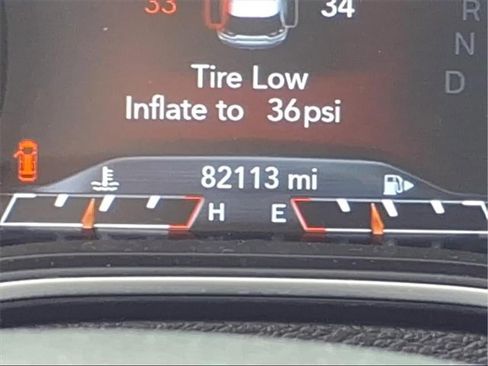 33 34
R
N
D
Tire Low
Inflate to 36psi
82113 mi
H E